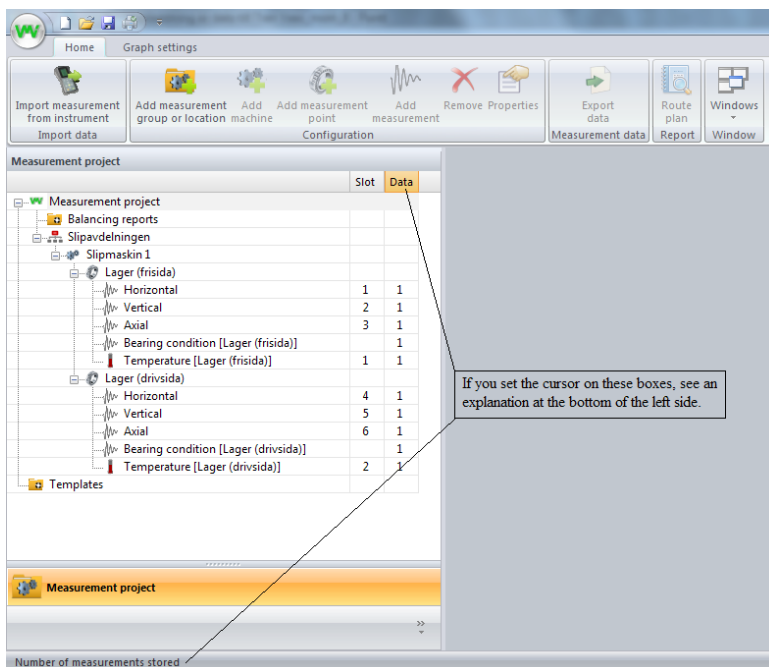 Home Graph settings
Import measurement from instrument
Add measurement group or location
Add machine
Add measurement point
Add measurement
Remove
Properties
Export data
Route plan
Windows
Import data
Configuration
Measurement data
Report
Window
Measurement project
Slot Data
Measurement project
Balancing reports
Slipavdelningen
Slipmaskin 1
Lager (frisida)
Horizontal 1 1
Vertical 2 1
Axial 3 1
Bearing condition [Lager (frisida)] 1
Temperature [Lager (frisida)] 1 1
Lager (drivsida)
Horizontal 4 1
Vertical 5 1
Axial 6 1
Bearing condition [Lager (drivsida)] 1
Temperature [Lager (drivsida)] 2 1
Templates
If you set the cursor on these boxes, see an
explanation at the bottom of the left side.
Measurement project
Number of measurements stored